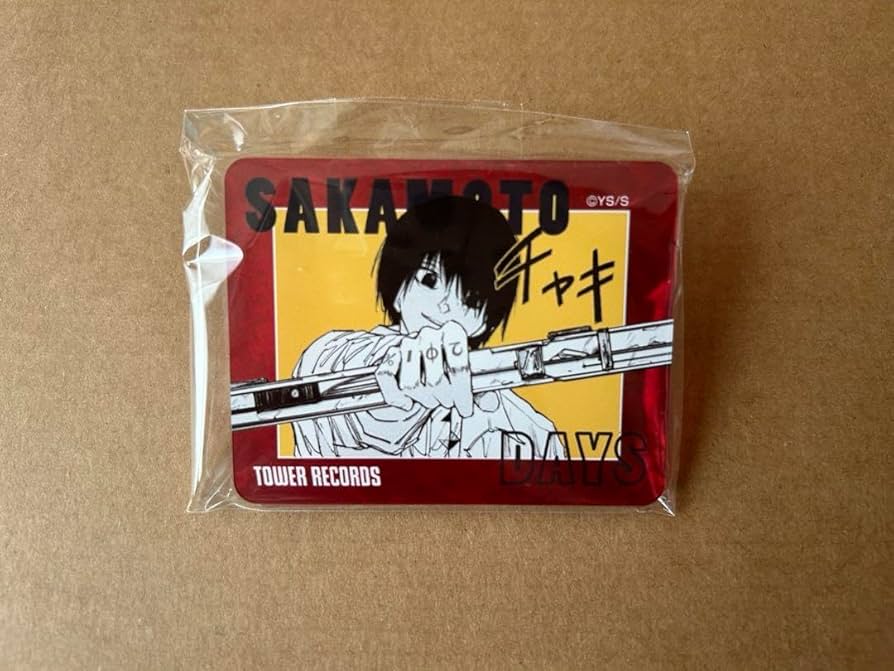 SAKAMOTO
©YS/S
チャキ
DAYS
TOWER RECORDS